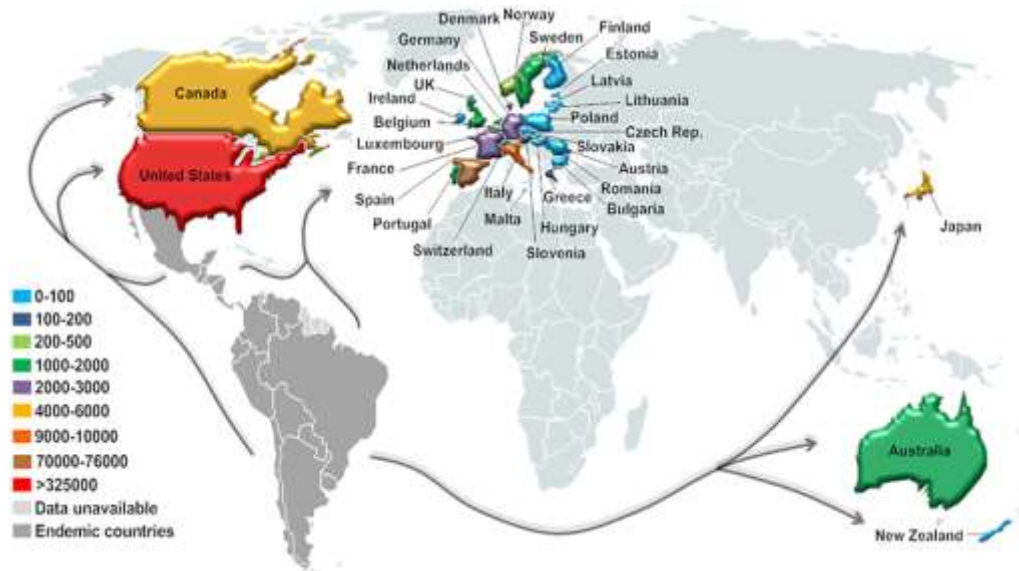 Denmark
Norway
Sweden
Finland
Germany
Estonia
Netherlands
Latvia
UK
Lithuania
Ireland
Poland
Belgium
Czech Rep.
Luxembourg
Slovakia
France
Austria
Spain
Italy
Greece
Romania
Portugal
Malta
Bulgaria
Switzerland
Hungary
Slovenia
Canada
United States
Japan
Australia
New Zealand
0-100
100-200
200-500
1000-2000
2000-3000
4000-6000
9000-10000
70000-76000
>325000
Data unavailable
Endemic countries